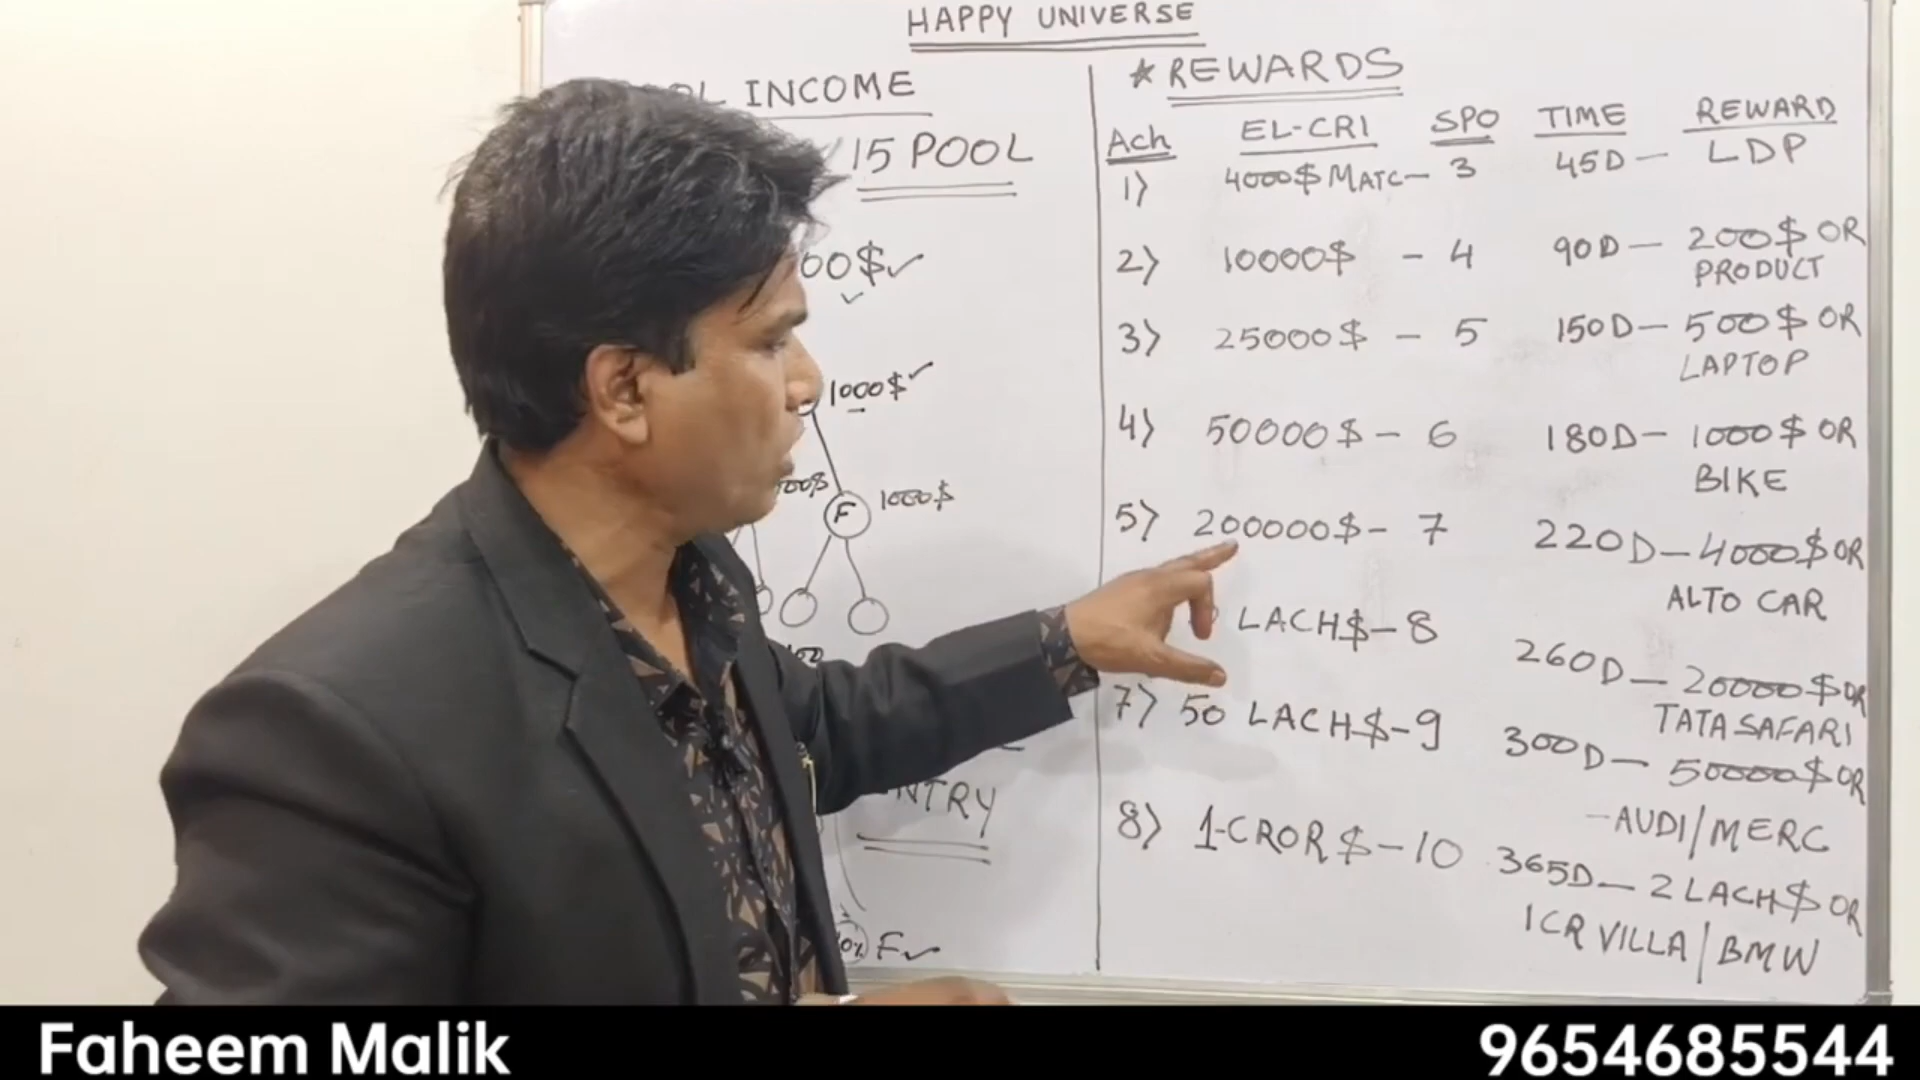 HAPPY UNIVERSE
INCOME
15 POOL
00$
1000$
1000$
F
NTRY
F
★ REWARDS
Ach EL-CRI SPO TIME REWARD
1) 4000$ MATC- 3 45D - LDP
2) 10000$ - 4 90D - 200$ OR
PRODUCT
3) 25000$ - 5 150D - 500$ OR
LAPTOP
4) 50000$ - 6 180D - 1000$ OR
BIKE
5) 200000$ - 7 220D - 4000$ OR
ALTO CAR
LACH$ - 8 260D - 20000$ OR
TATA SAFARI
7) 50 LACH$ - 9 300D - 50000$ OR
- AUDI/MERC
8) 1-CROR $ - 10 365D - 2 LACH$ OR
1CR VILLA/BMW
Faheem Malik 9654685544